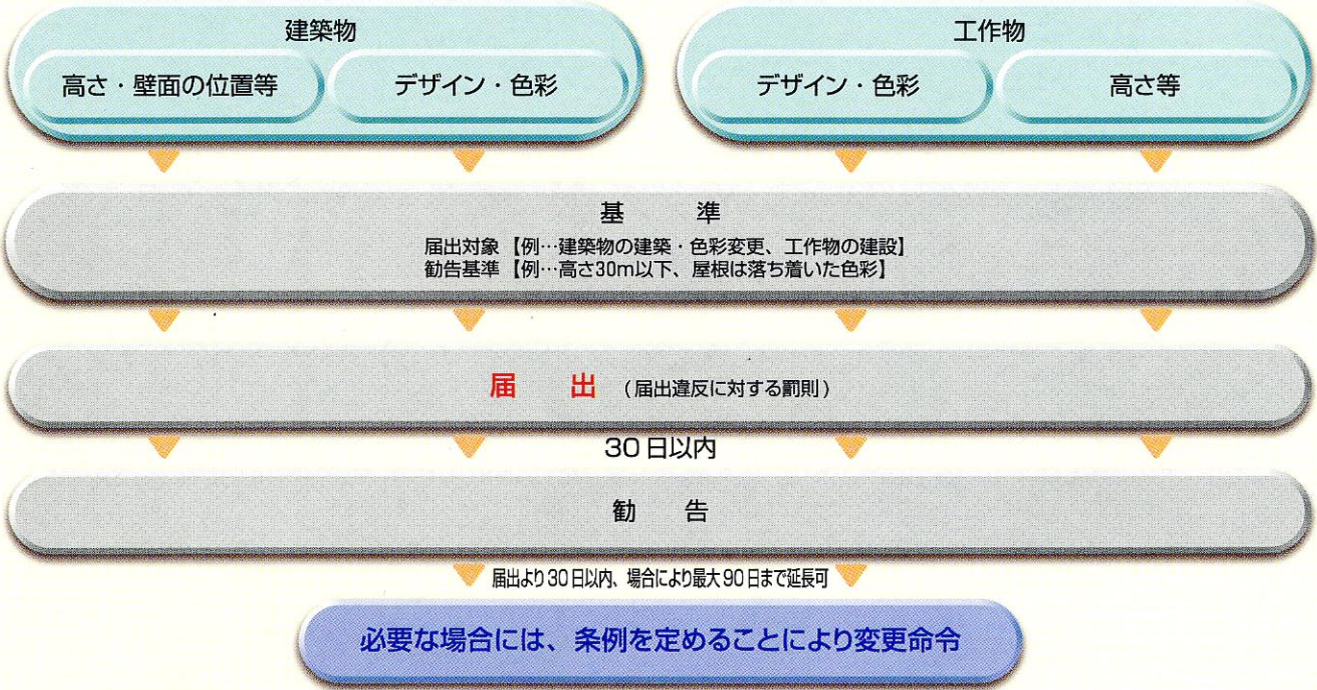 建築物
高さ・壁面の位置等
デザイン・色彩
工作物
デザイン・色彩
高さ等
基　準
届出対象【例…建築物の建築・色彩変更、工作物の建設】
勧告基準【例…高さ30m以下、屋根は落ち着いた色彩】
届　出（届出違反に対する罰則）
30日以内
勧　告
届出より30日以内、場合により最大90日まで延長可
必要な場合には、条例を定めることにより変更命令